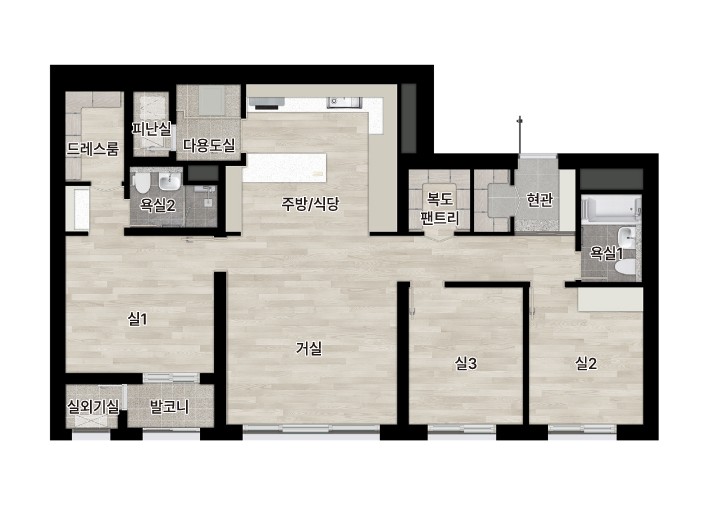 피난실
드레스룸
다용도실
욕실2
주방/식당
복도
팬트리
현관
욕실1
실1
거실
실3
실2
실외기실
발코니